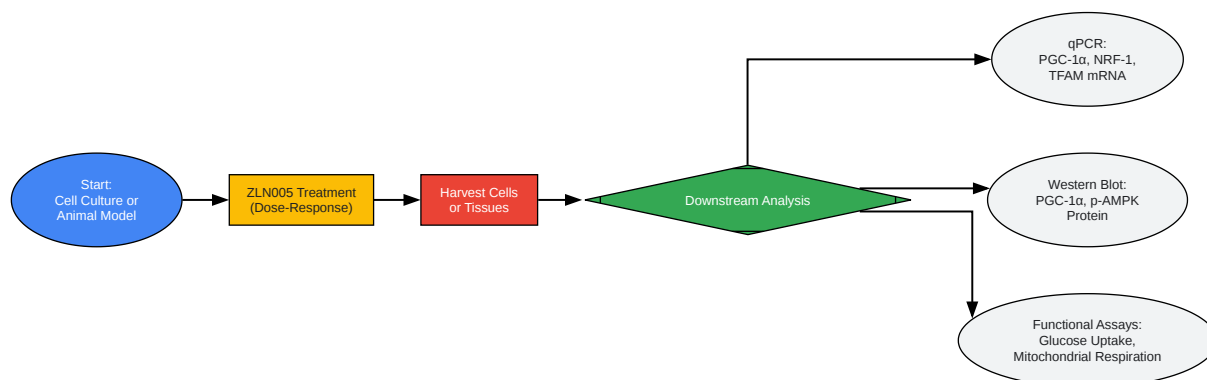 Start:
Cell Culture or
Animal Model
ZLN005 Treatment
(Dose-Response)
Harvest Cells
or Tissues
Downstream Analysis
qPCR:
PGC-1α, NRF-1,
TFAM mRNA
Western Blot:
PGC-1α, p-AMPK
Protein
Functional Assays:
Glucose Uptake,
Mitochondrial Respiration